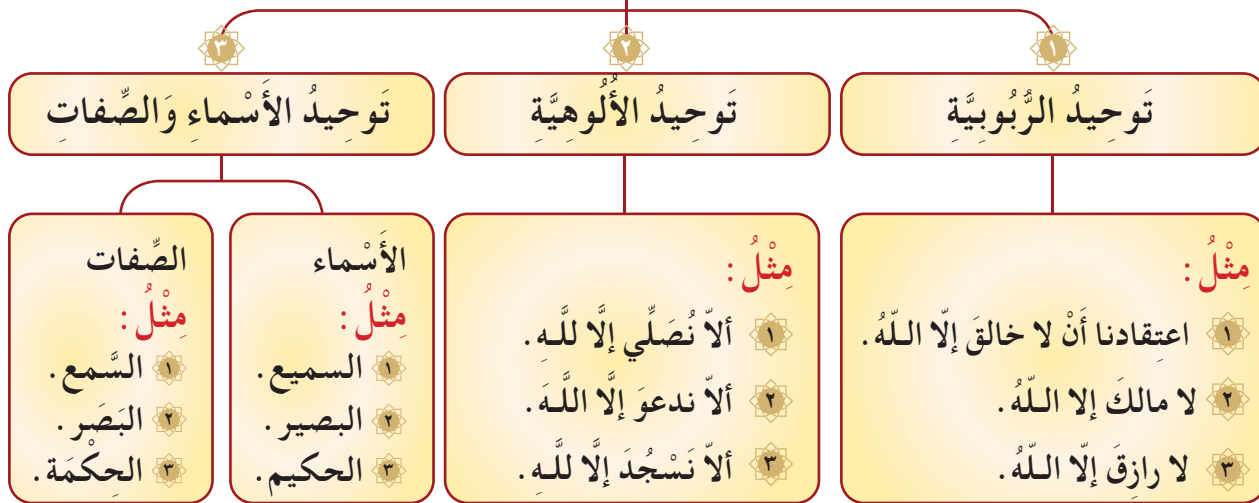 ١
تَوحِيدُ الرُّبُوبِيَّةِ
مِثْلُ:
١ اعتِقادنا أَنْ لا خالقَ إلّا اللّهُ.
٢ لا مالكَ إلا اللّهُ.
٣ لا رازِقَ إلّا اللّهُ.
٢
تَوحِيدُ الأُلُوهِيَّةِ
مِثْلُ:
١ ألاّ نُصَلِّي إلَّا للَّهِ.
٢ ألاّ ندعوَ إلَّا اللَّهَ.
٣ ألاّ نَسْجُدَ إلَّا للَّهِ.
٣
تَوحِيدُ الأَسْماءِ وَالصِّفاتِ
الأَسْماء
مِثْلُ:
١ السميع.
٢ البصير.
٣ الحكيم.
الصِّفات
مِثْلُ:
١ السَّمع.
٢ البَصَر.
٣ الحِكْمَة.